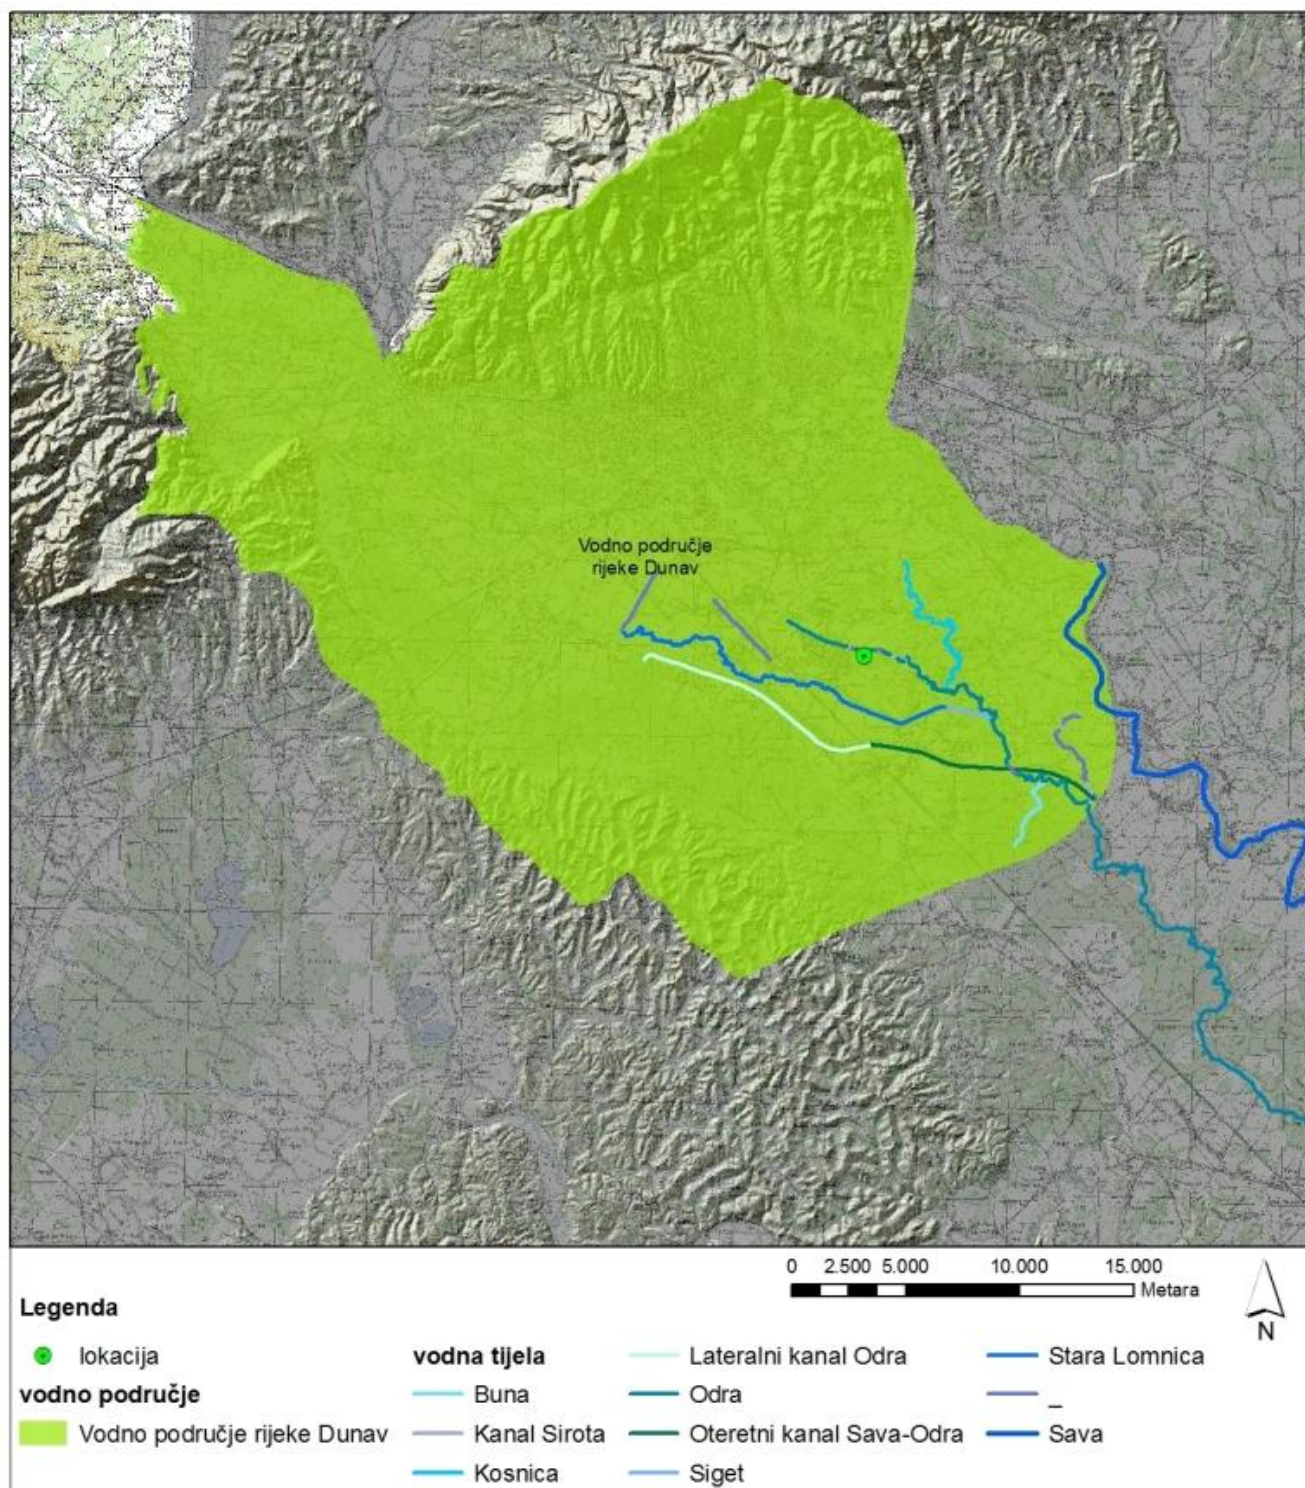 Vodno područje
rijeke Dunav
0 2.500 5.000 10.000 15.000
Metara
N
Legenda
lokacija
vodno područje
Vodno područje rijeke Dunav
vodna tijela
Buna
Kanal Sirota
Kosnica
Lateralni kanal Odra
Odra
Oteretni kanal Sava-Odra
Siget
Stara Lomnica
_
Sava